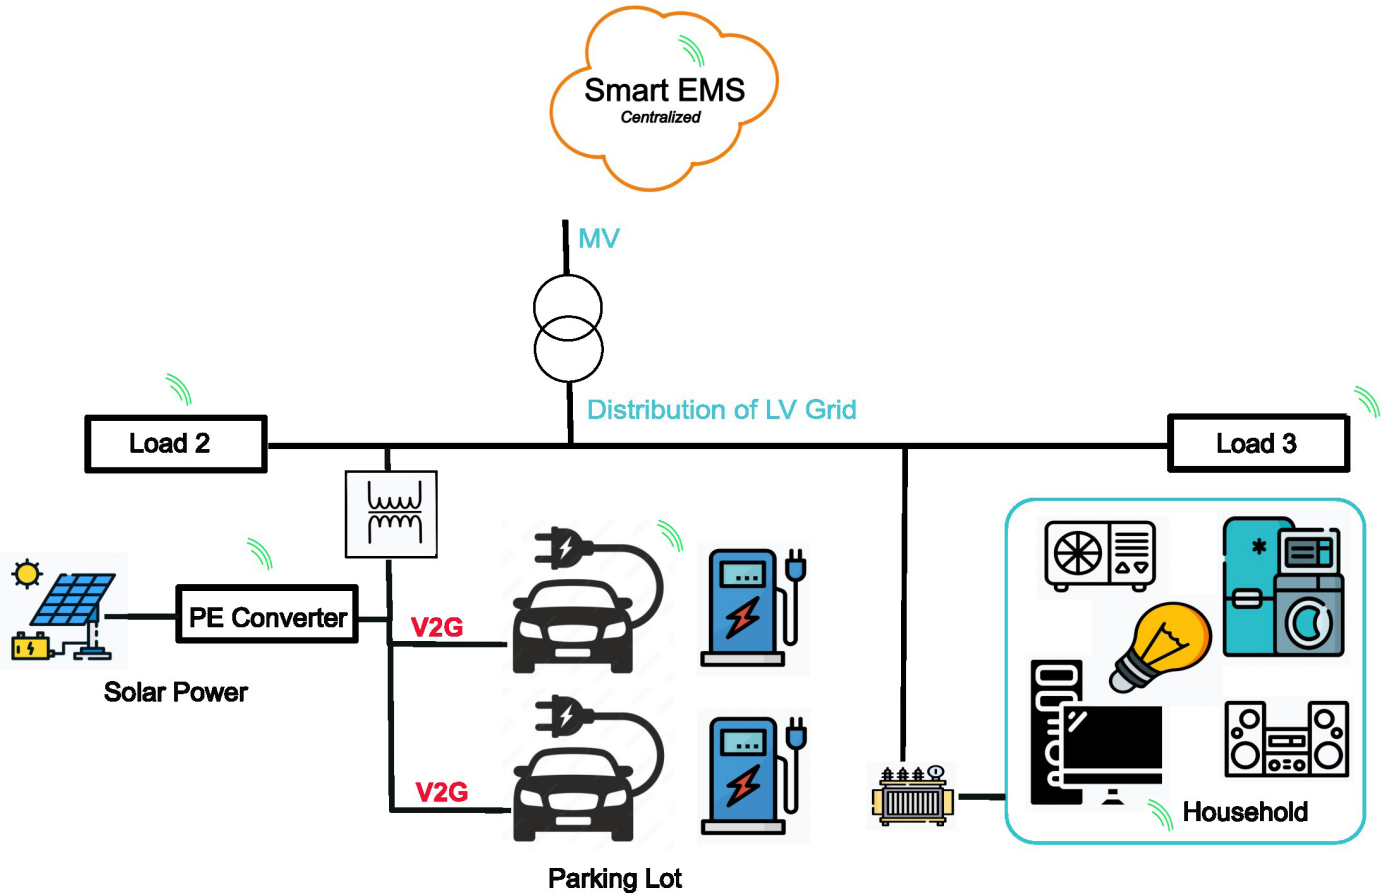 Smart EMS
Centralized
MV
Distribution of LV Grid
Load 2
Load 3
PE Converter
V2G
Solar Power
V2G
Household
Parking Lot